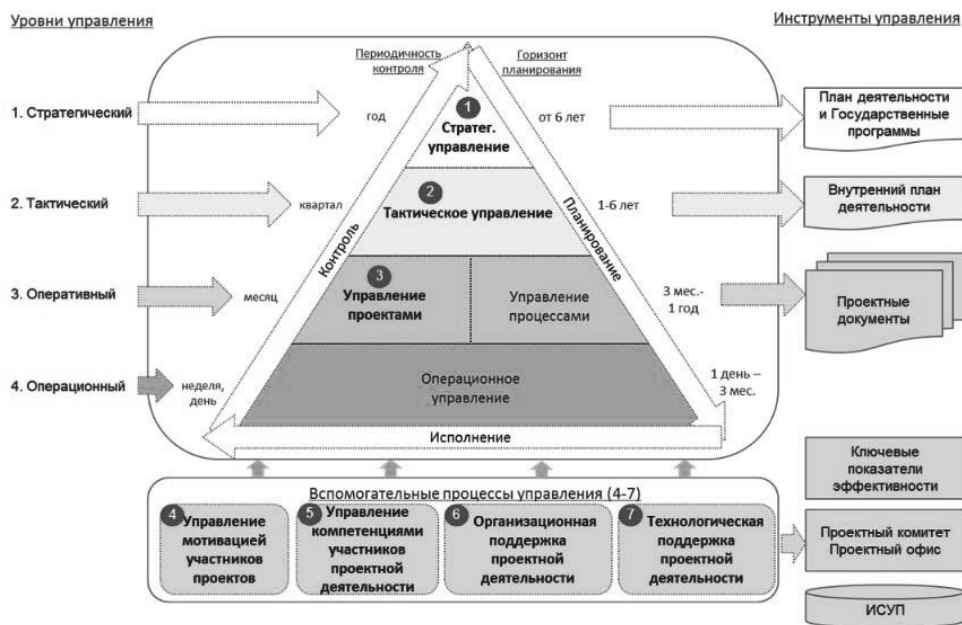 Уровни управления
Инструменты управления
Периодичность
контроля
Горизонт
планирования
1. Стратегический
год
1
Стратег.
управление
от 6 лет
План деятельности
и Государственные
программы
2. Тактический
квартал
2
Тактическое управление
1-6 лет
Внутренний план
деятельности
Контроль
Планирование
3. Оперативный
месяц
3
Управление
проектами
Управление
процессами
3 мес.-
1 год
Проектные
документы
4. Операционный
неделя,
день
Операционное
управление
1 день –
3 мес.
Исполнение
Вспомогательные процессы управления (4-7)
4
Управление
мотивацией
участников
проектов
5
Управление
компетенциями
участников
проектной
деятельности
6
Организационная
поддержка
проектной
деятельности
7
Технологическая
поддержка
проектной
деятельности
Ключевые
показатели
эффективности
Проектный комитет
Проектный офис
ИСУП